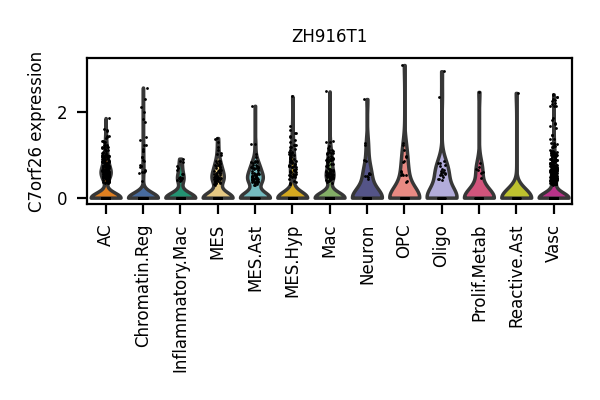 ZH916T1
C7orf26 expression
2
0
AC
Chromatin.Reg
Inflammatory.Mac
MES
MES.Ast
MES.Hyp
Mac
Neuron
OPC
Oligo
Prolif.Metab
Reactive.Ast
Vasc